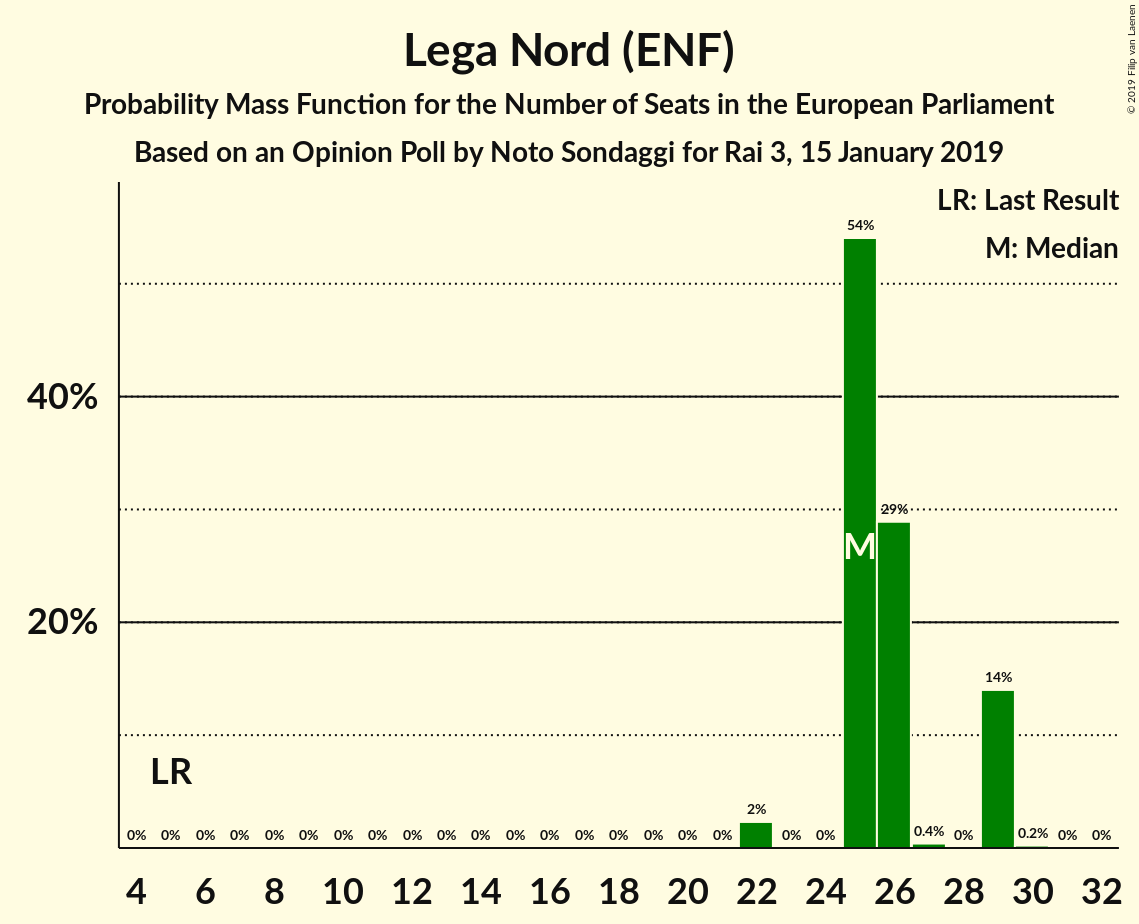 Lega Nord (ENF)
Probability Mass Function for the Number of Seats in the European Parliament
Based on an Opinion Poll by Noto Sondaggi for Rai 3, 15 January 2019
© 2019 Filip van Laenen
LR: Last Result
M: Median
54%
40%
29%
M
20%
14%
LR
2%
0% 0% 0% 0% 0% 0% 0% 0% 0% 0% 0% 0% 0% 0% 0% 0% 0% 0% 0% 0% 0.4% 0% 0.2% 0% 0%
4 6 8 10 12 14 16 18 20 22 24 26 28 30 32